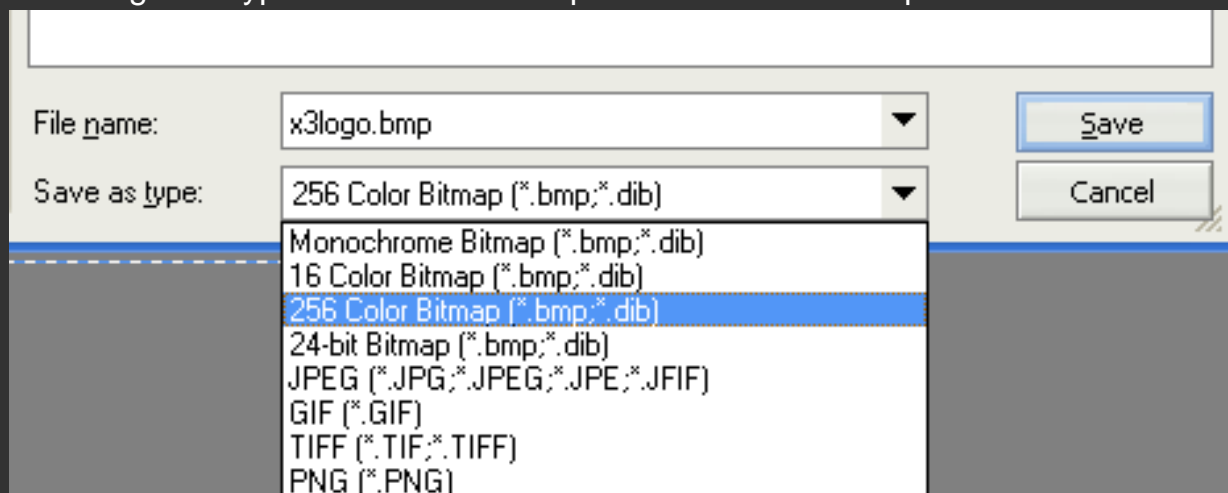 File name:
x3logo.bmp
Save
Save as type:
256 Color Bitmap (*.bmp;*.dib)
Cancel
Monochrome Bitmap (*.bmp;*.dib)
16 Color Bitmap (*.bmp;*.dib)
256 Color Bitmap (*.bmp;*.dib)
24-bit Bitmap (*.bmp;*.dib)
JPEG (*.JPG;*.JPEG;*.JPE;*.JFIF)
GIF (*.GIF)
TIFF (*.TIF;*.TIFF)
PNG (*.PNG)